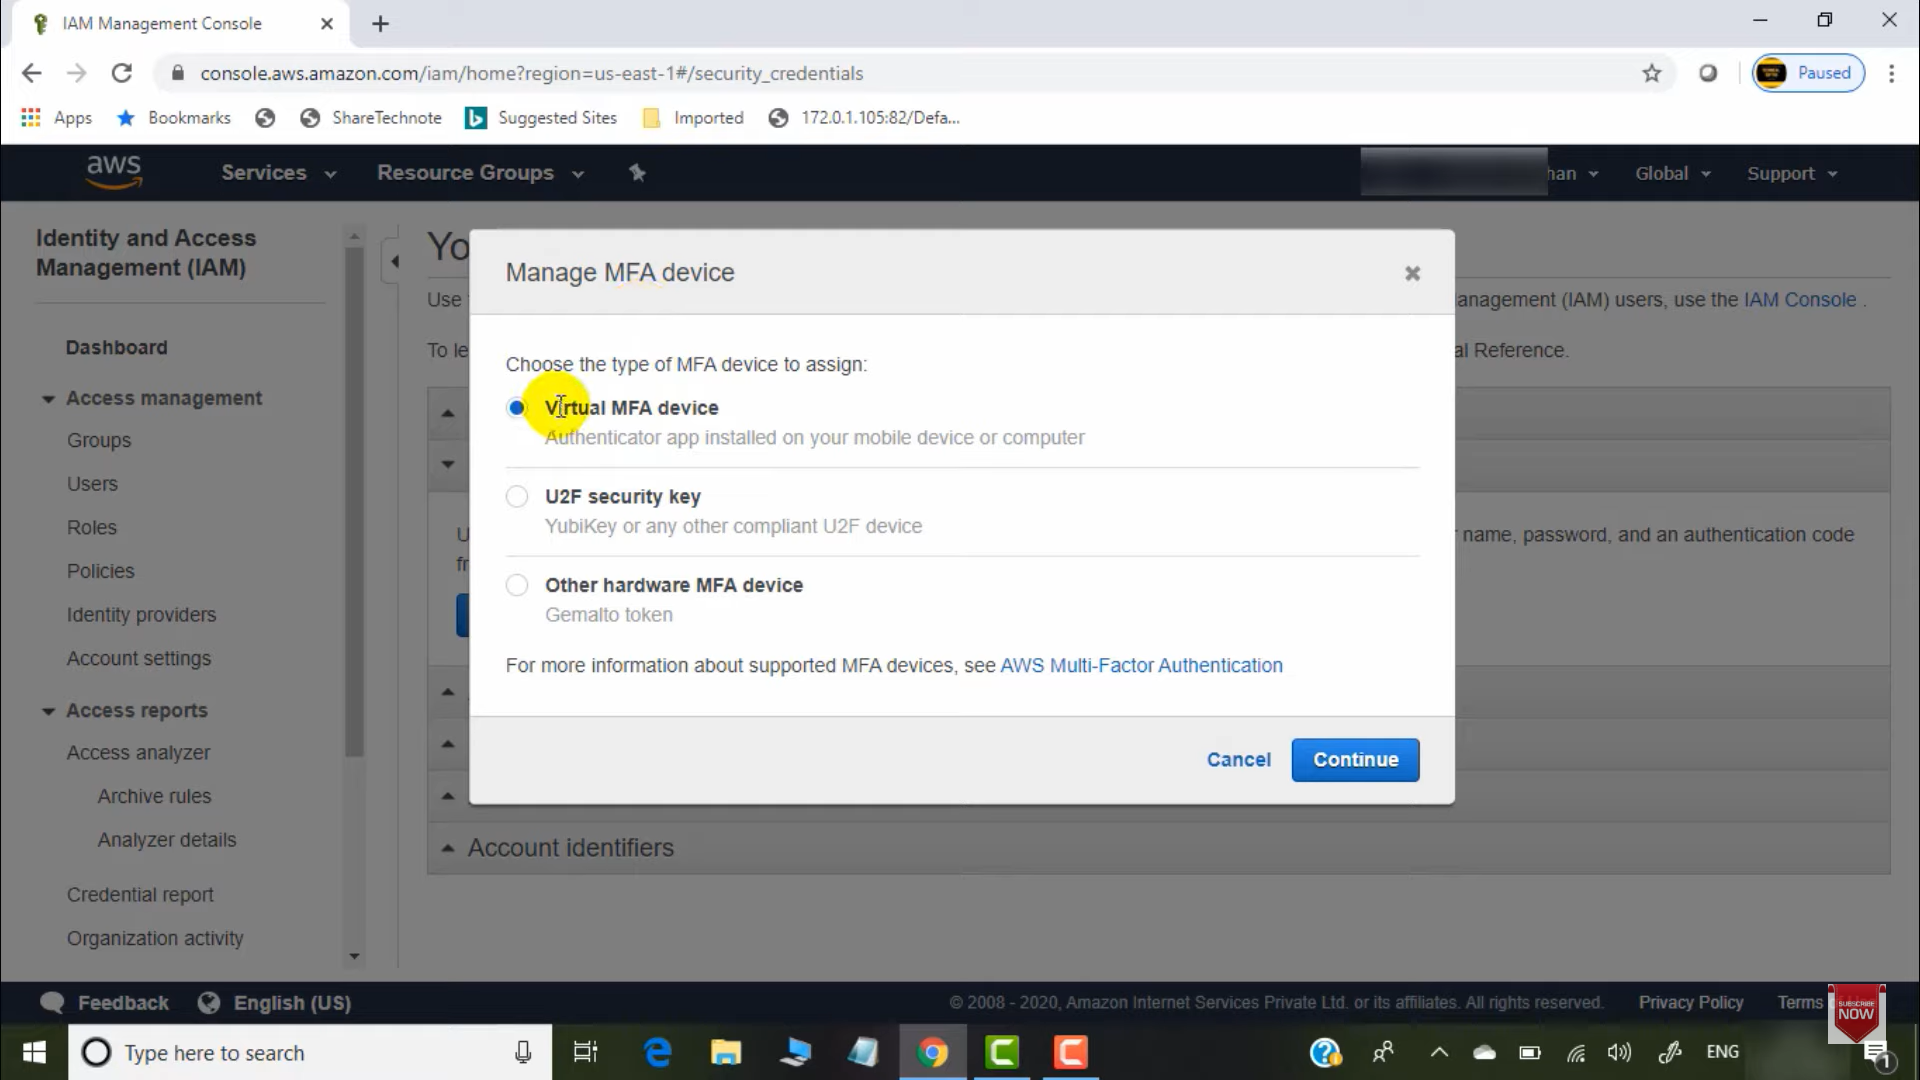 IAM Management Console
console.aws.amazon.com/iam/home?region=us-east-1#/security_credentials
Paused
Apps
Bookmarks
ShareTechnote
Suggested Sites
Imported
172.0.1.105:82/Defa...
aws
Services
Resource Groups
han
Global
Support
Identity and Access
Management (IAM)
Dashboard
Access management
Groups
Users
Roles
Policies
Identity providers
Account settings
Access reports
Access analyzer
Archive rules
Analyzer details
Credential report
Organization activity
Yo
Use
anagement (IAM) users, use the IAM Console .
To le
al Reference.
name, password, and an authentication code
Account identifiers
Manage MFA device
Choose the type of MFA device to assign:
Virtual MFA device
Authenticator app installed on your mobile device or computer
U2F security key
YubiKey or any other compliant U2F device
Other hardware MFA device
Gemalto token
For more information about supported MFA devices, see AWS Multi-Factor Authentication
Cancel
Continue
Feedback
English (US)
© 2008 - 2020, Amazon Internet Services Private Ltd. or its affiliates. All rights reserved.
Privacy Policy
Terms
SUBSCRIBE
NOW
Type here to search
ENG
1